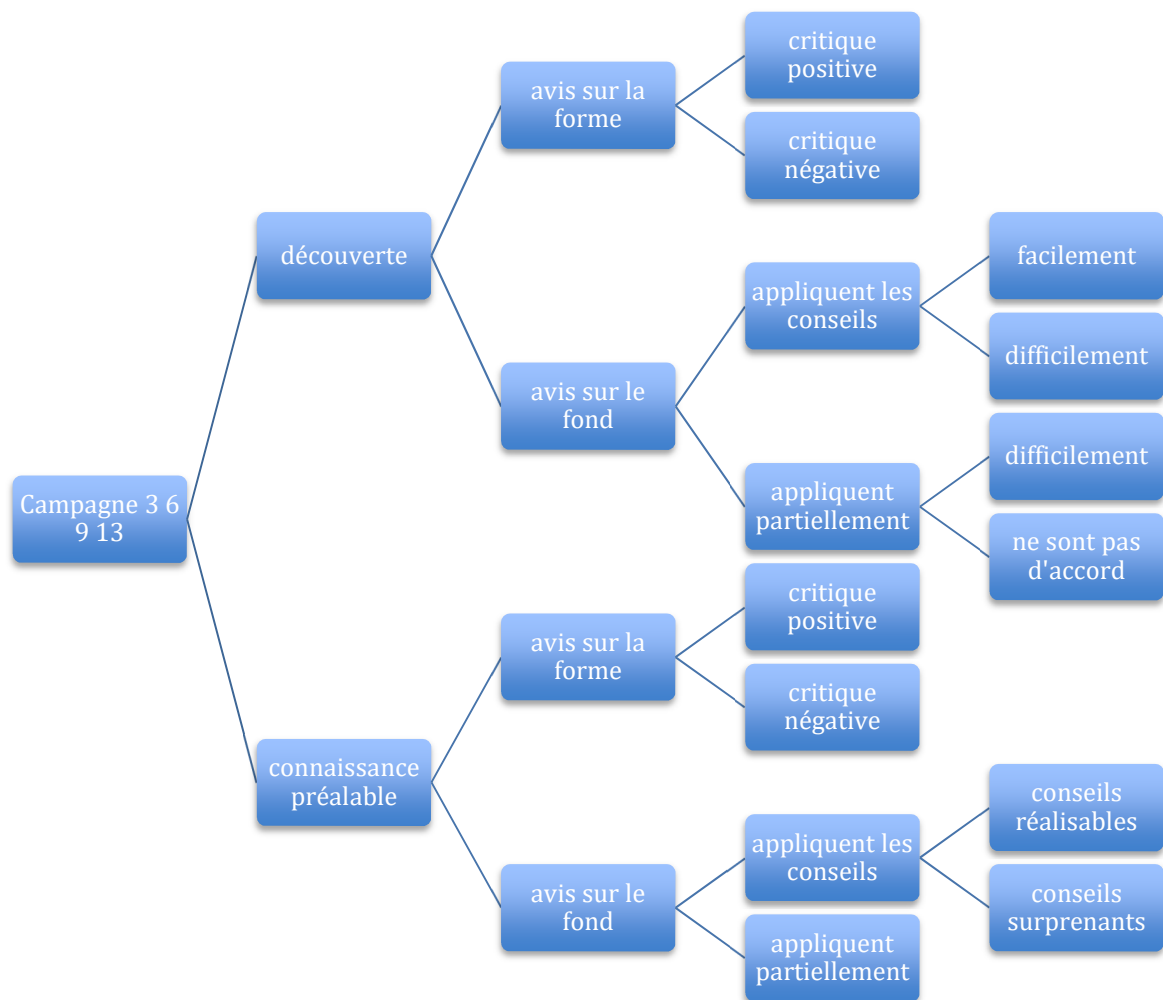 critique
positive
avis sur la
forme
critique
négative
découverte
facilement
appliquent les
conseils
difficilement
avis sur le
fond
difficilement
appliquent
partiellement
ne sont pas
d'accord
Campagne 3 6
9 13
critique
positive
avis sur la
forme
critique
négative
connaissance
préalable
conseils
réalisables
appliquent les
conseils
conseils
surprenants
avis sur le
fond
appliquent
partiellement